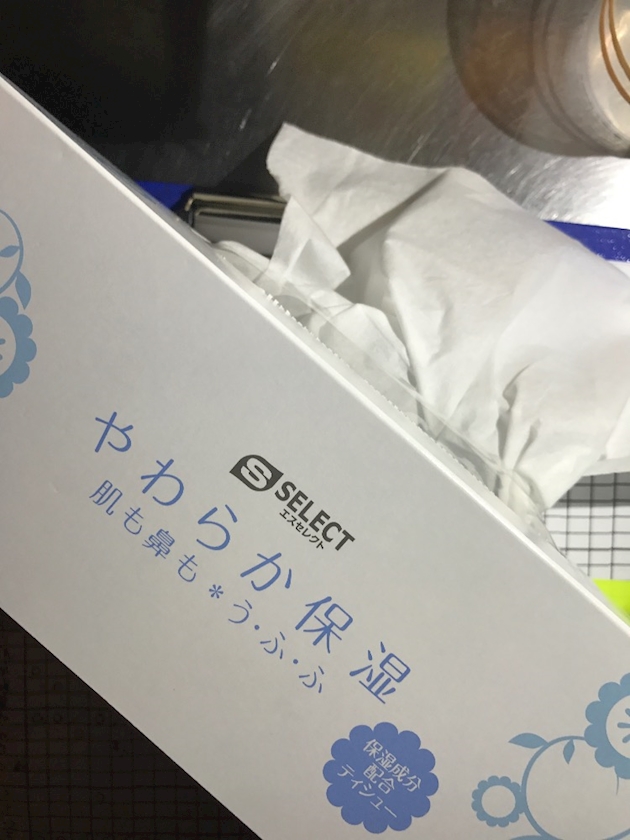 S SELECT
エスセレクト
やわらか保湿
肌も鼻も*う・ふ・ふ
保湿成分
配合
ティシュー